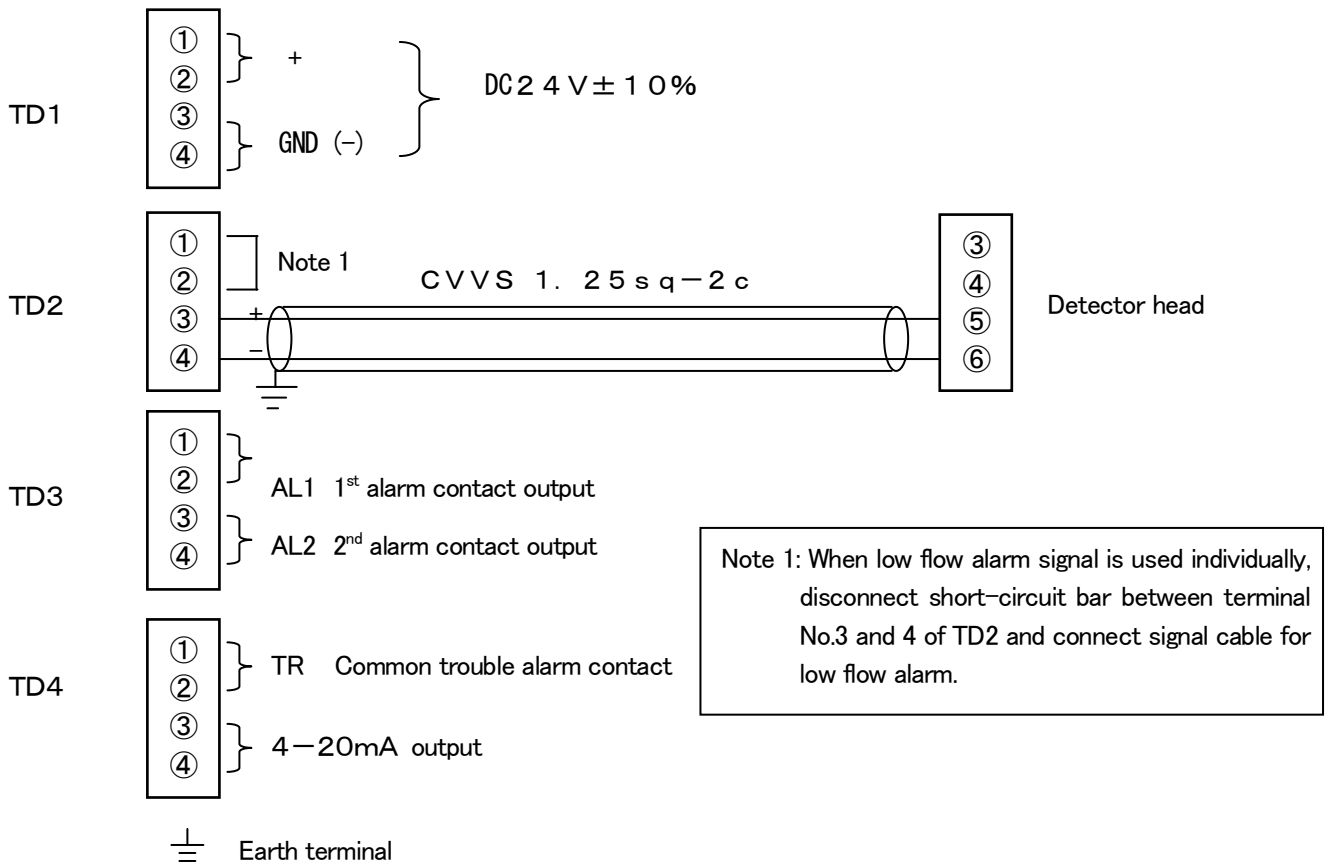 TD1
①
②
③
④
+
GND (-)
DC24V±10%
TD2
①
②
③
④
Note 1
+
−
CVVS 1. 25sq-2c
③
④
⑤
⑥
Detector head
TD3
①
②
③
④
AL1 1st alarm contact output
AL2 2nd alarm contact output
Note 1: When low flow alarm signal is used individually,
disconnect short-circuit bar between terminal
No.3 and 4 of TD2 and connect signal cable for
low flow alarm.
TD4
①
②
③
④
TR Common trouble alarm contact
4-20mA output
Earth terminal